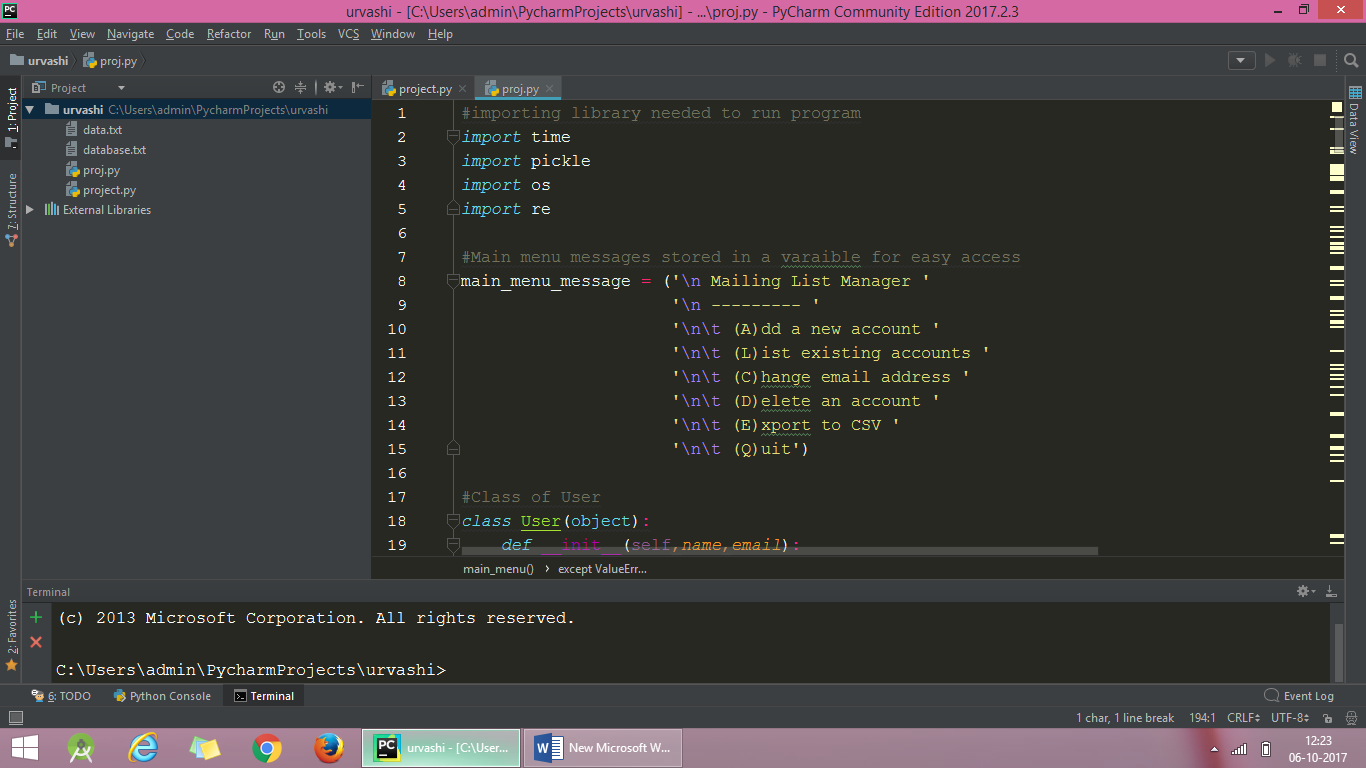 PC urvashi - [C:\Users\admin\PycharmProjects\urvashi] - ...\proj.py - PyCharm Community Edition 2017.2.3
File Edit View Navigate Code Refactor Run Tools VCS Window Help
urvashi proj.py
1: Project
7: Structure
2: Favorites
Project
urvashi C:\Users\admin\PycharmProjects\urvashi
data.txt
database.txt
proj.py
project.py
External Libraries
project.py proj.py
1 #importing library needed to run program
2 import time
3 import pickle
4 import os
5 import re
6
7 #Main menu messages stored in a varaible for easy access
8 main_menu_message = ('\n Mailing List Manager '
9 '\n --------- '
10 '\n\t (A)dd a new account '
11 '\n\t (L)ist existing accounts '
12 '\n\t (C)hange email address '
13 '\n\t (D)elete an account '
14 '\n\t (E)xport to CSV '
15 '\n\t (Q)uit')
16
17 #Class of User
18 class User(object):
19 def __init__(self,name,email):
main_menu() › except ValueErr...
Data View
Terminal
(c) 2013 Microsoft Corporation. All rights reserved.
C:\Users\admin\PycharmProjects\urvashi>
6: TODO Python Console Terminal Event Log
1 char, 1 line break 194:1 CRLF UTF-8
PC urvashi - [C:\User... W New Microsoft W...
12:23
06-10-2017